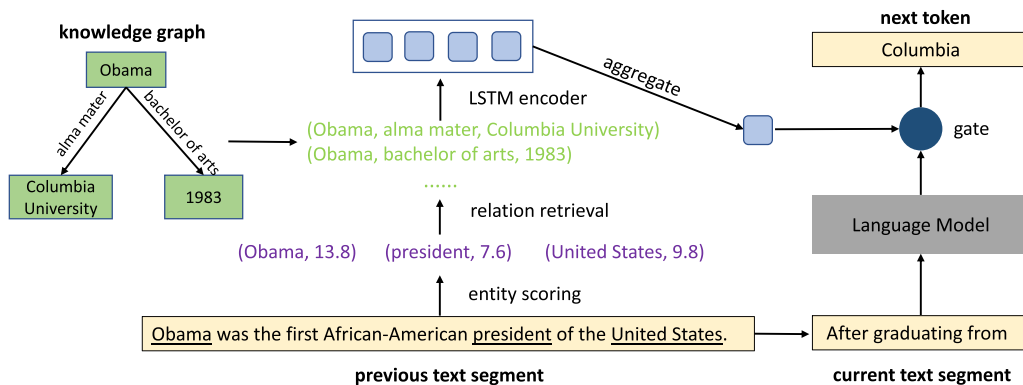 knowledge graph
Obama
alma mater
bachelor of arts
Columbia
University
1983
LSTM encoder
(Obama, alma mater, Columbia University)
(Obama, bachelor of arts, 1983)
......
relation retrieval
(Obama, 13.8) (president, 7.6) (United States, 9.8)
entity scoring
Obama was the first African-American president of the United States.
previous text segment
aggregate
next token
Columbia
gate
Language Model
After graduating from
current text segment